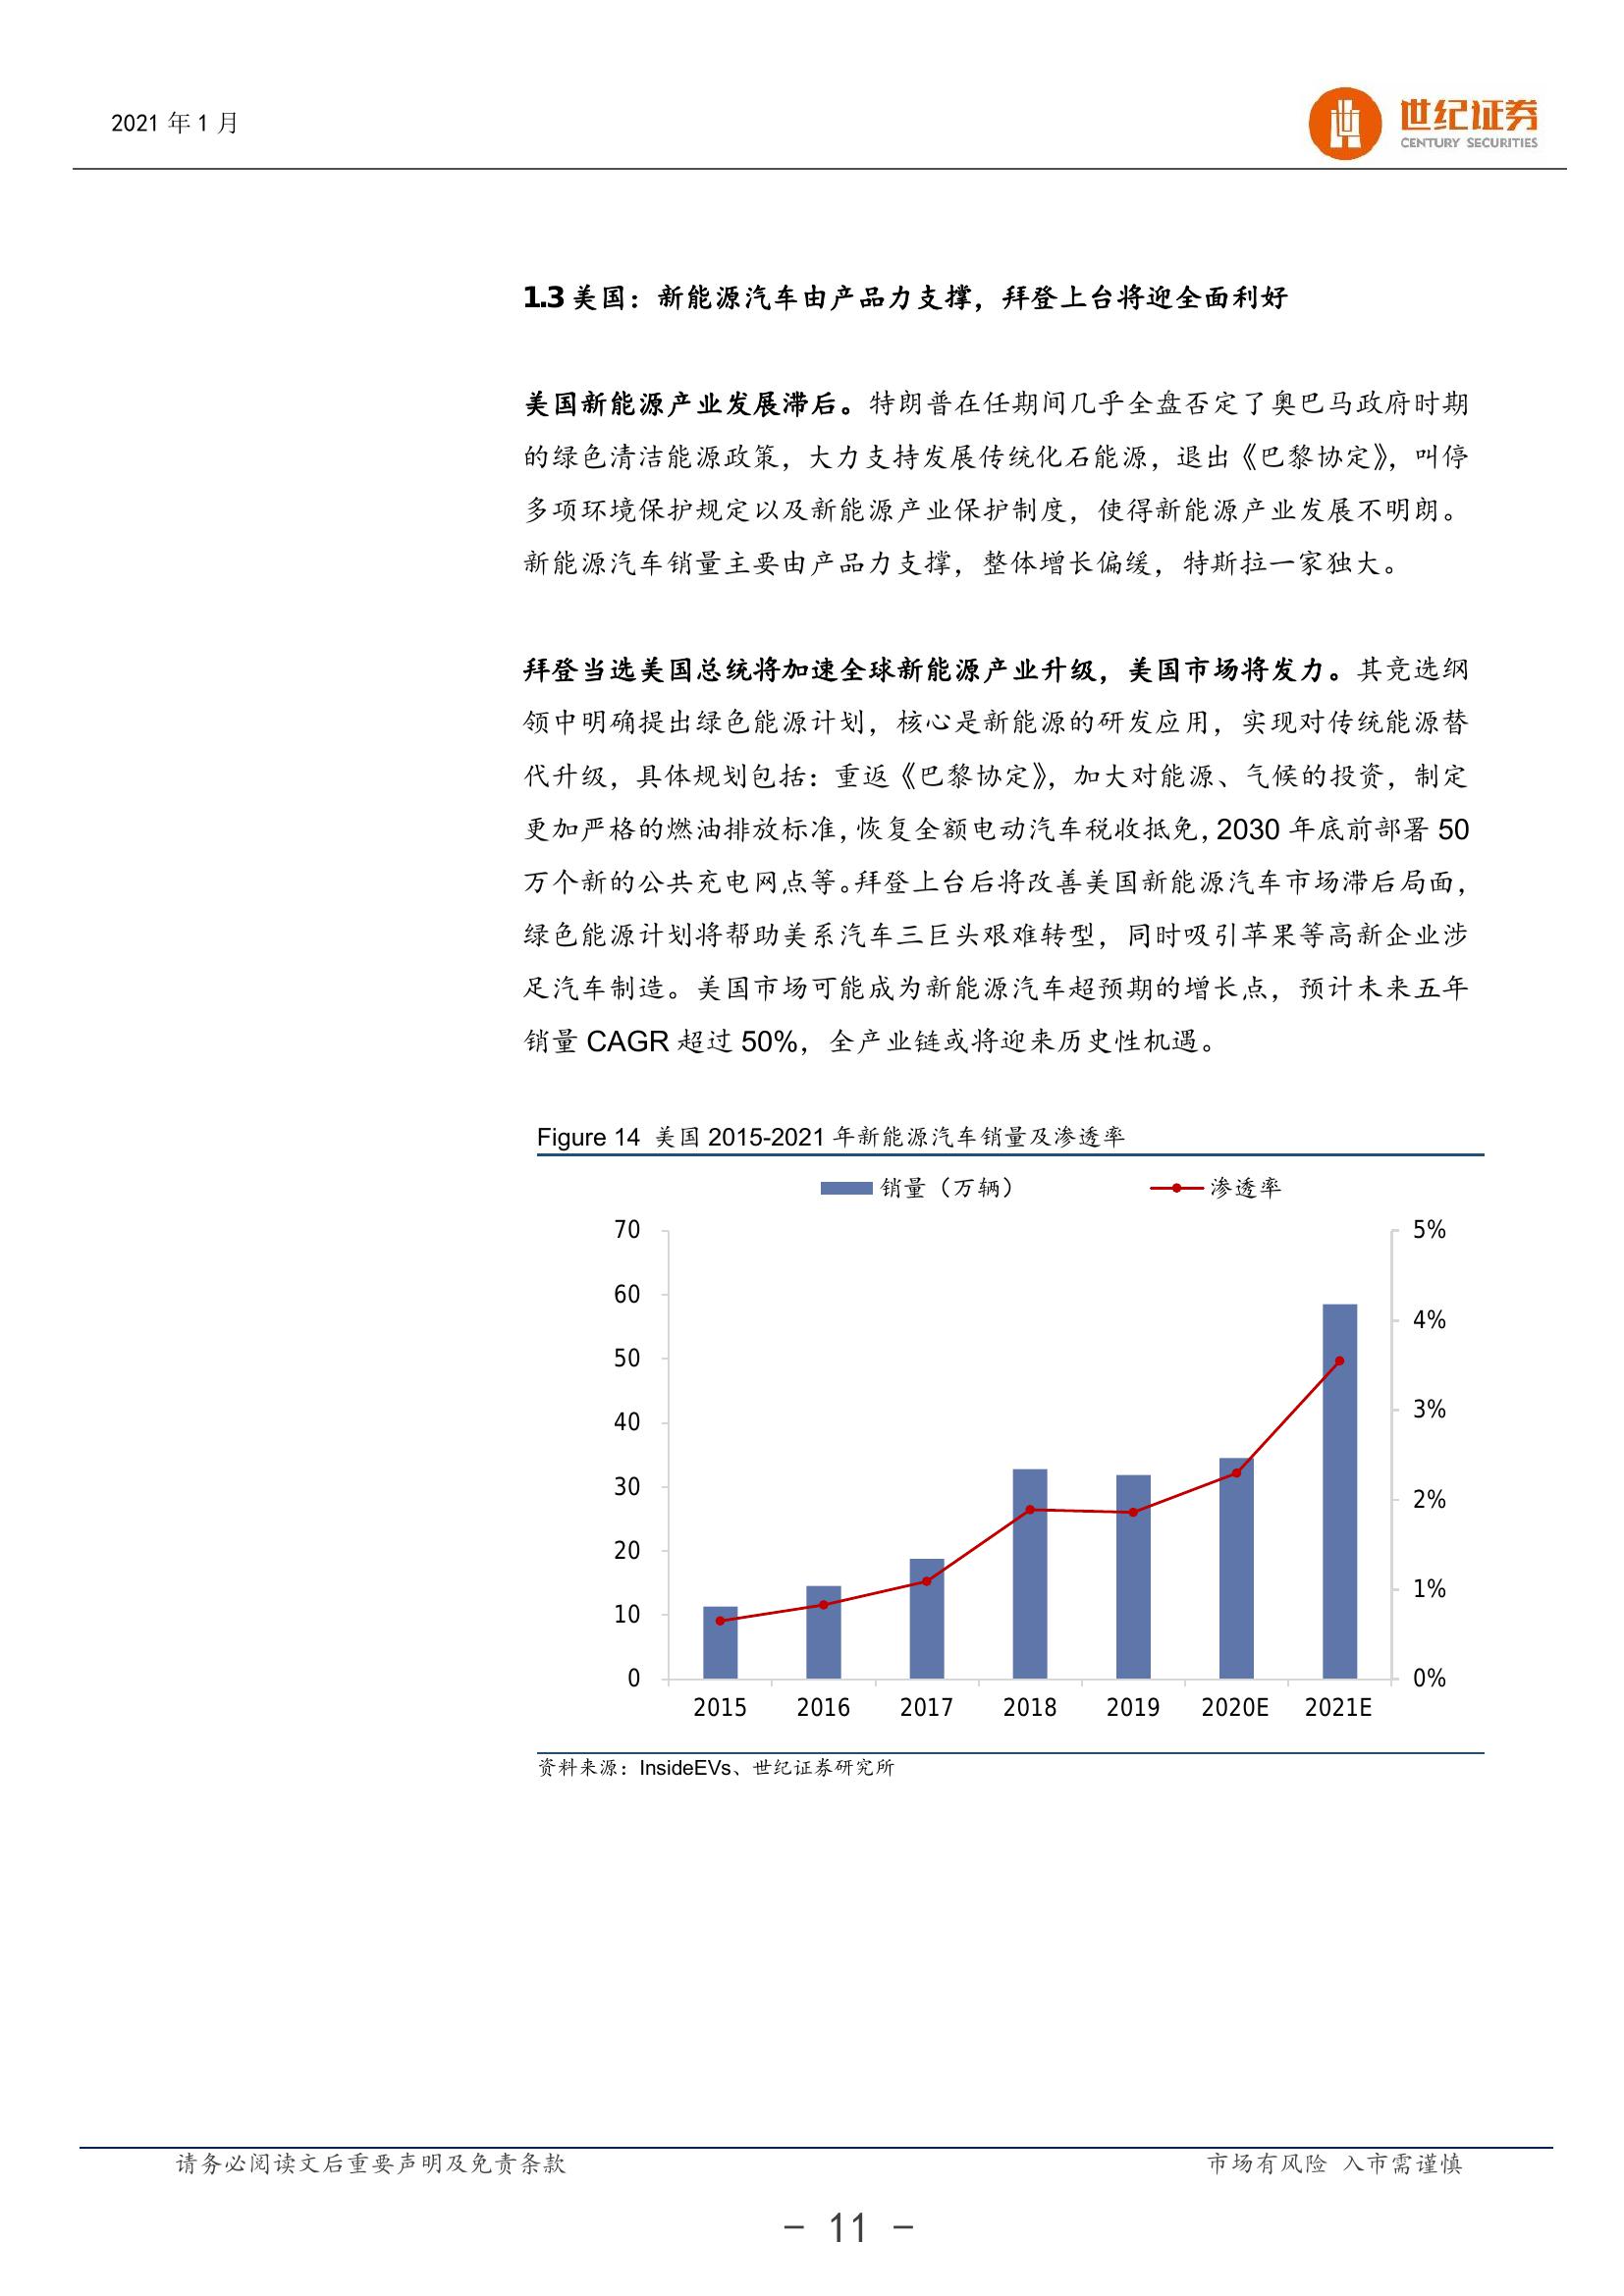 2021 年 1 月
世纪证券
CENTURY SECURITIES
1.3 美国：新能源汽车由产品力支撑，拜登上台将迎全面利好
美国新能源产业发展滞后。特朗普在任期间几乎全盘否定了奥巴马政府时期
的绿色清洁能源政策，大力支持发展传统化石能源，退出《巴黎协定》，叫停
多项环境保护规定以及新能源产业保护制度，使得新能源产业发展不明朗。
新能源汽车销量主要由产品力支撑，整体增长偏缓，特斯拉一家独大。
拜登当选美国总统将加速全球新能源产业升级，美国市场将发力。其竞选纲
领中明确提出绿色能源计划，核心是新能源的研发应用，实现对传统能源替
代升级，具体规划包括：重返《巴黎协定》，加大对能源、气候的投资，制定
更加严格的燃油排放标准，恢复全额电动汽车税收抵免，2030 年底前部署 50
万个新的公共充电网点等。拜登上台后将改善美国新能源汽车市场滞后局面，
绿色能源计划将帮助美系汽车三巨头艰难转型，同时吸引苹果等高新企业涉
足汽车制造。美国市场可能成为新能源汽车超预期的增长点，预计未来五年
销量 CAGR 超过 50%，全产业链或将迎来历史性机遇。
Figure 14 美国 2015-2021 年新能源汽车销量及渗透率
销量（万辆） 渗透率
70 5%
60
4%
50
3%
40
30
2%
20
1%
10
0 0%
2015 2016 2017 2018 2019 2020E 2021E
资料来源：InsideEVs、世纪证券研究所
请务必阅读文后重要声明及免责条款 市场有风险 入市需谨慎
- 11 -